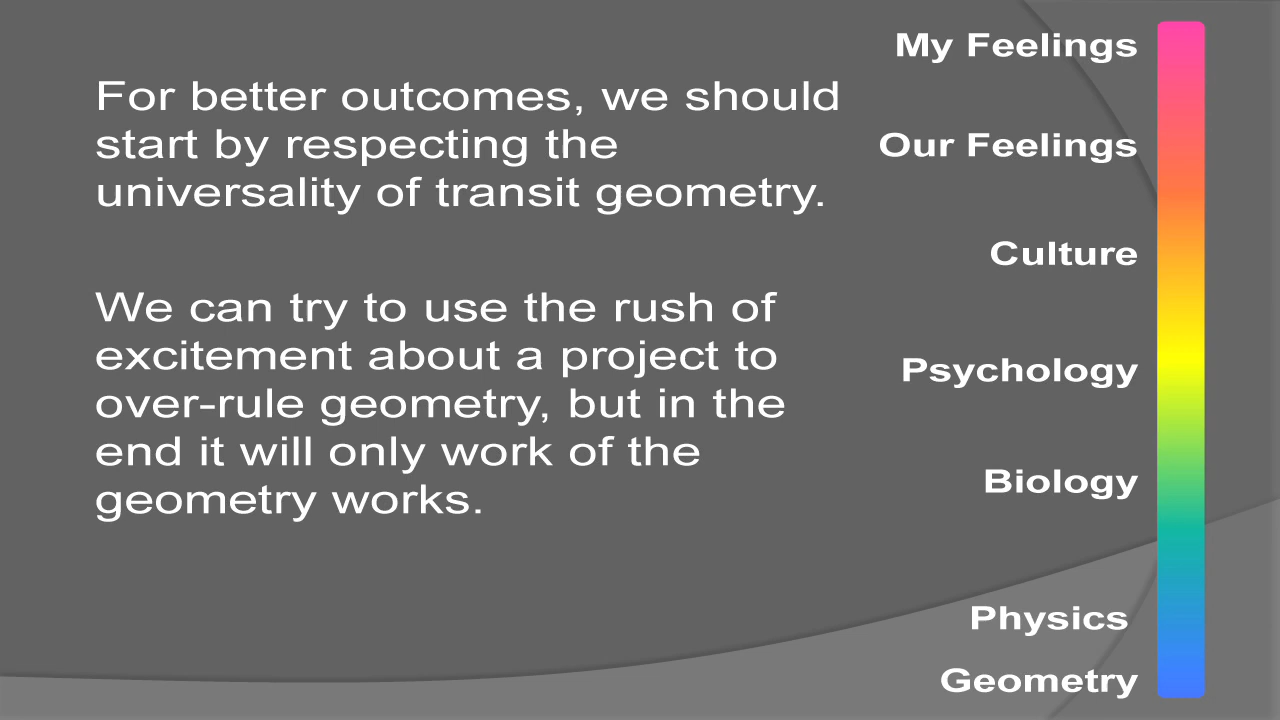 For better outcomes, we should
start by respecting the
universality of transit geometry.
We can try to use the rush of
excitement about a project to
over-rule geometry, but in the
end it will only work of the
geometry works.
My Feelings
Our Feelings
Culture
Psychology
Biology
Physics
Geometry